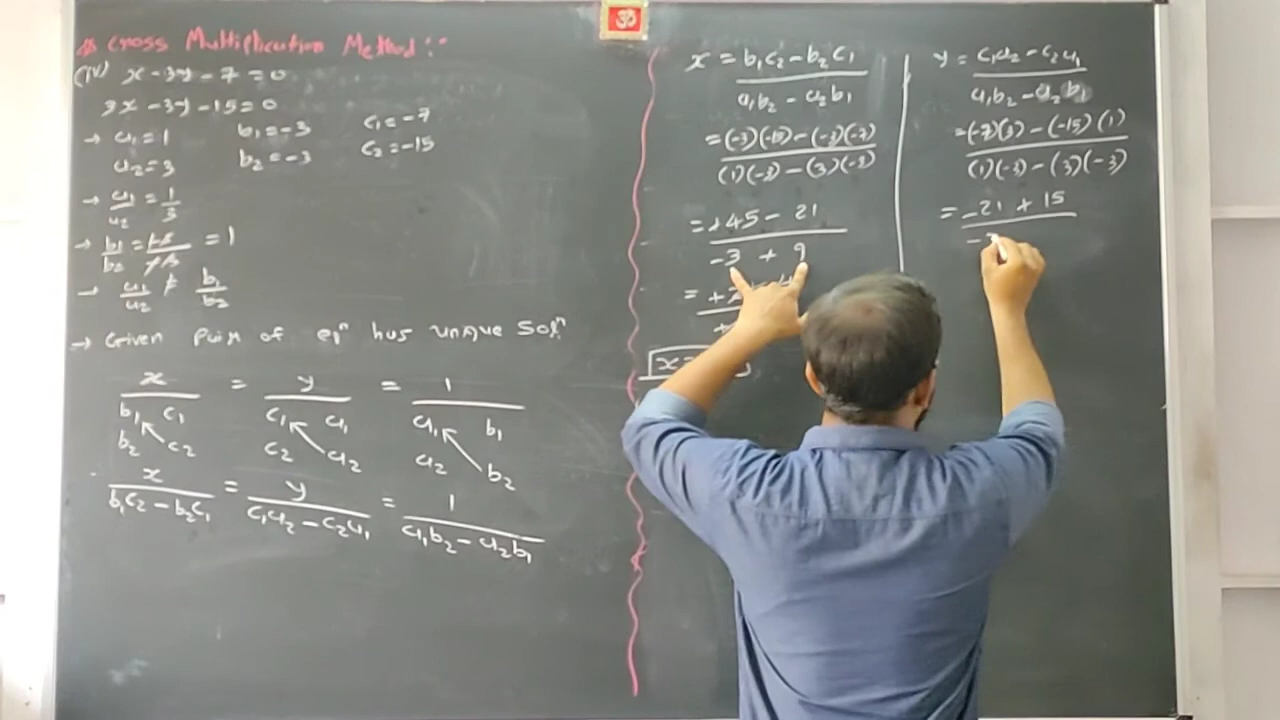 Cross Multiplication Method :-
(iv) x - 3y - 7 = 0
3x - 3y - 15 = 0
→ a₁ = 1 b₁ = -3 c₁ = -7
a₂ = 3 b₂ = -3 c₂ = -15
→ a₁/a₂ = 1/3
→ b₁/b₂ = -3/-3 = 1
→ a₁/a₂ ≠ b₁/b₂
→ Given pair of eqⁿ has unique Solⁿ
x = y = 1
b₁ c₁ c₁ a₁ a₁ b₁
b₂ c₂ c₂ a₂ a₂ b₂
x/(b₁c₂ - b₂c₁) = y/(c₁a₂ - c₂a₁) = 1/(a₁b₂ - a₂b₁)
ॐ
x = (b₁c₂ - b₂c₁)/(a₁b₂ - a₂b₁)
= ((-3)(-15) - (-3)(-7))/((1)(-3) - (3)(-3))
= (+45 - 21)/(-3 + 9)
=
x =
y = (c₁a₂ - c₂a₁)/(a₁b₂ - a₂b₁)
= ((-7)(3) - (-15)(1))/((1)(-3) - (3)(-3))
= (-21 + 15)/-